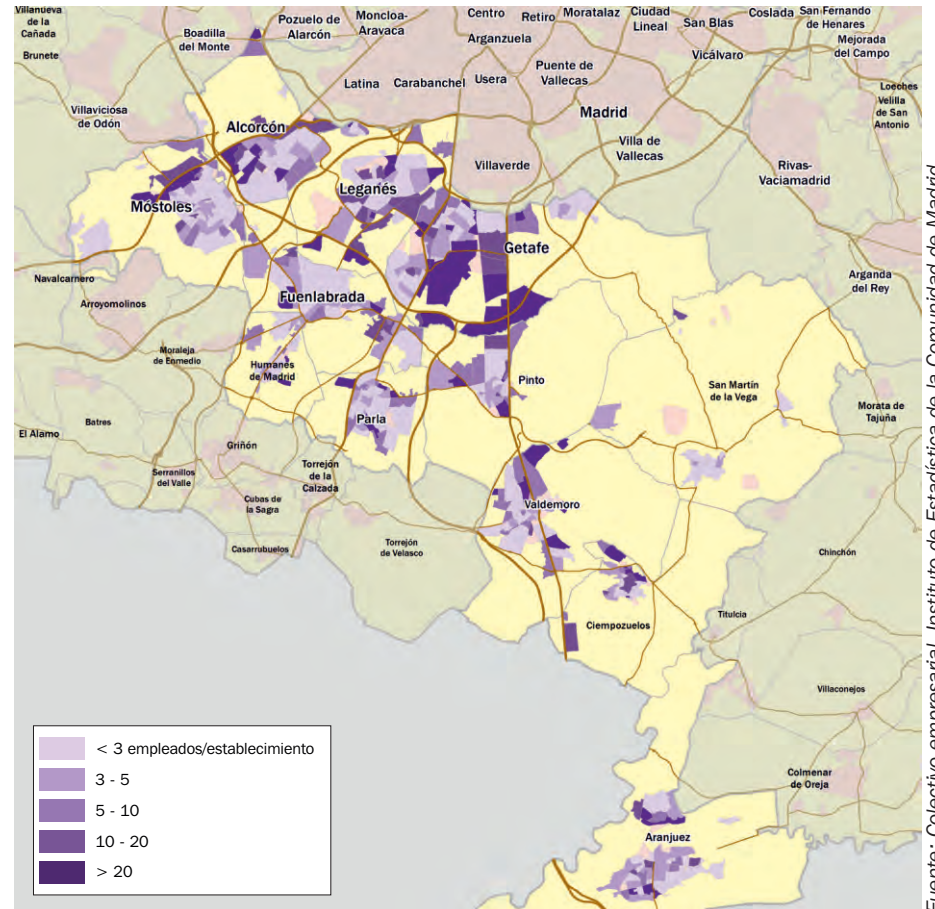 Villanueva
de la
Cañada
Boadilla
del Monte
Pozuelo de
Alarcón
Moncloa-
Aravaca
Centro
Retiro
Moratalaz
Ciudad
Lineal
San Blas
Coslada
San Fernando
de Henares
Mejorada
del Campo
Brunete
Arganzuela
Vicálvaro
Latina
Carabanchel
Usera
Puente de
Vallecas
Loeches
Velilla
de San
Antonio
Villaviciosa
de Odón
Alcorcón
Madrid
Villa de
Vallecas
Villaverde
Rivas-
Vaciamadrid
Leganés
Móstoles
Getafe
Navalcarnero
Arroyomolinos
Fuenlabrada
Arganda
del Rey
Moraleja
de Enmedio
Humanes
de Madrid
Pinto
San Martín
de la Vega
Morata de
Tajuña
El Alamo
Batres
Parla
Griñón
Serranillos
del Valle
Torrejón
de la
Calzada
Cubas de
la Sagra
Valdemoro
Casarrubuelos
Torrejón
de Velasco
Chinchón
Ciempozuelos
Titulcia
Villaconejos
Colmenar
de Oreja
Aranjuez
< 3 empleados/establecimiento
3 - 5
5 - 10
10 - 20
> 20
Fuente: Colectivo empresarial. Instituto de Estadística de la Comunidad de Madrid